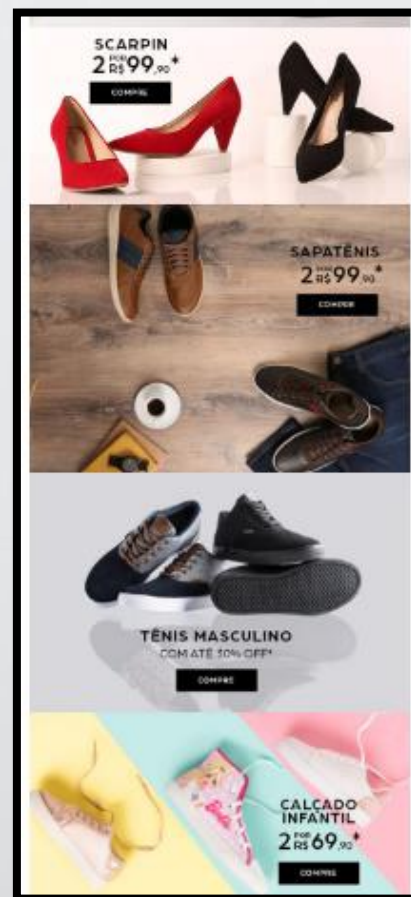 SCARPIN
2 POR R$ 99,90*
COMPRE
SAPATÊNIS
2 POR R$ 99,90*
COMPRE
TÊNIS MASCULINO
COM ATÉ 50% OFF*
COMPRE
CALÇADO
INFANTIL
2 POR R$ 69,90*
COMPRE